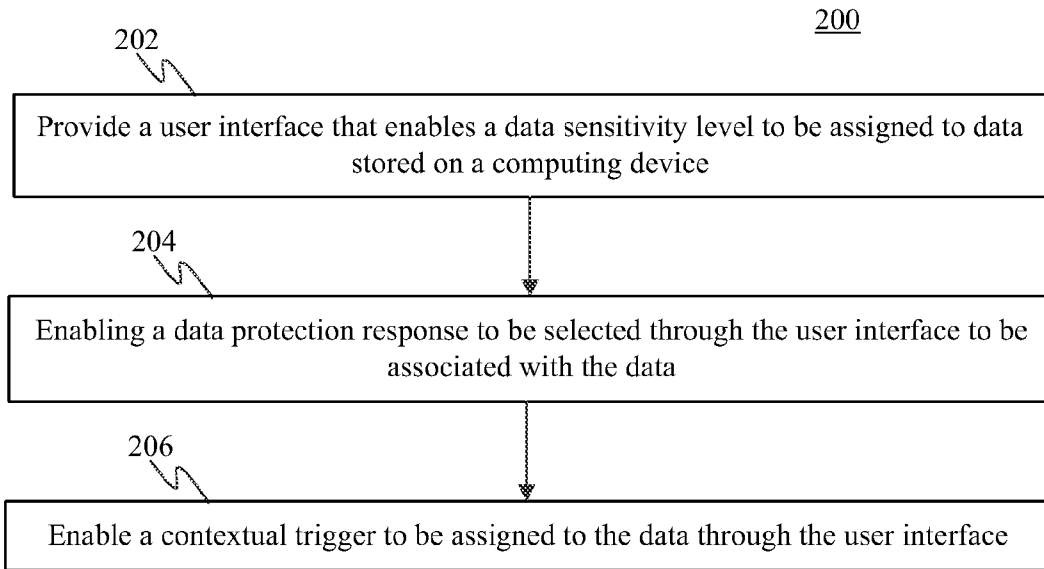 200
202
Provide a user interface that enables a data sensitivity level to be assigned to data
stored on a computing device
204
Enabling a data protection response to be selected through the user interface to be
associated with the data
206
Enable a contextual trigger to be assigned to the data through the user interface